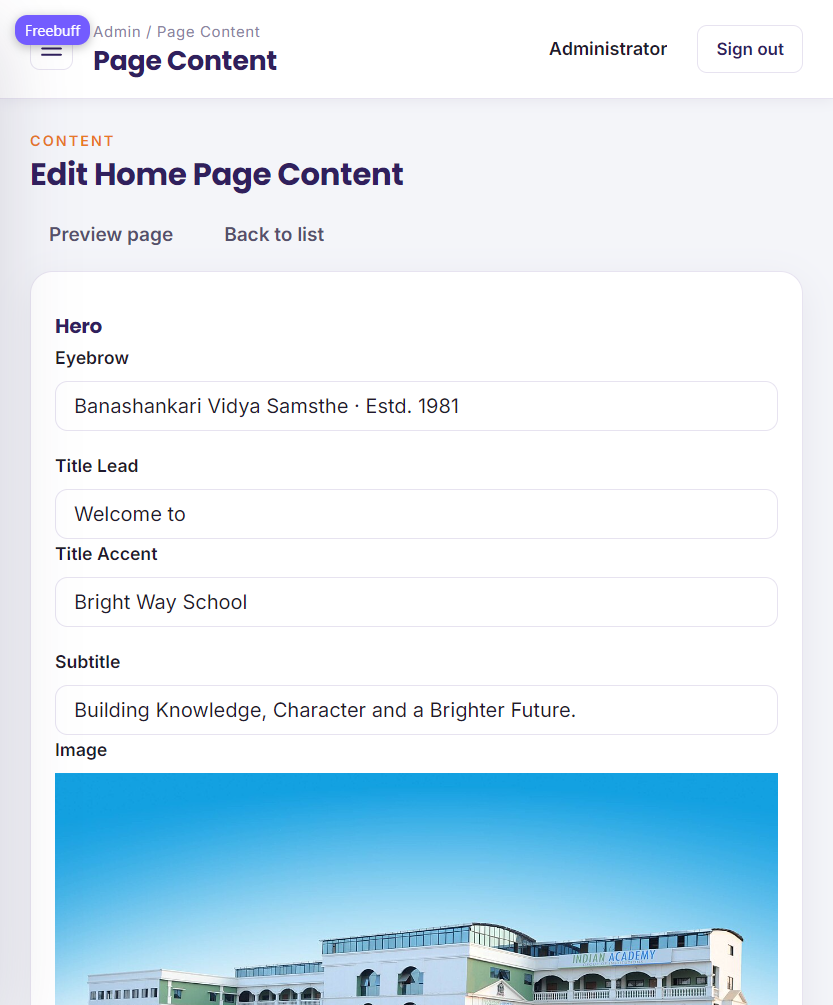 Freebuff
Admin / Page Content
Page Content
Administrator
Sign out
CONTENT
Edit Home Page Content
Preview page
Back to list
Hero
Eyebrow
Banashankari Vidya Samsthe · Estd. 1981
Title Lead
Welcome to
Title Accent
Bright Way School
Subtitle
Building Knowledge, Character and a Brighter Future.
Image
INDIAN ACADEMY